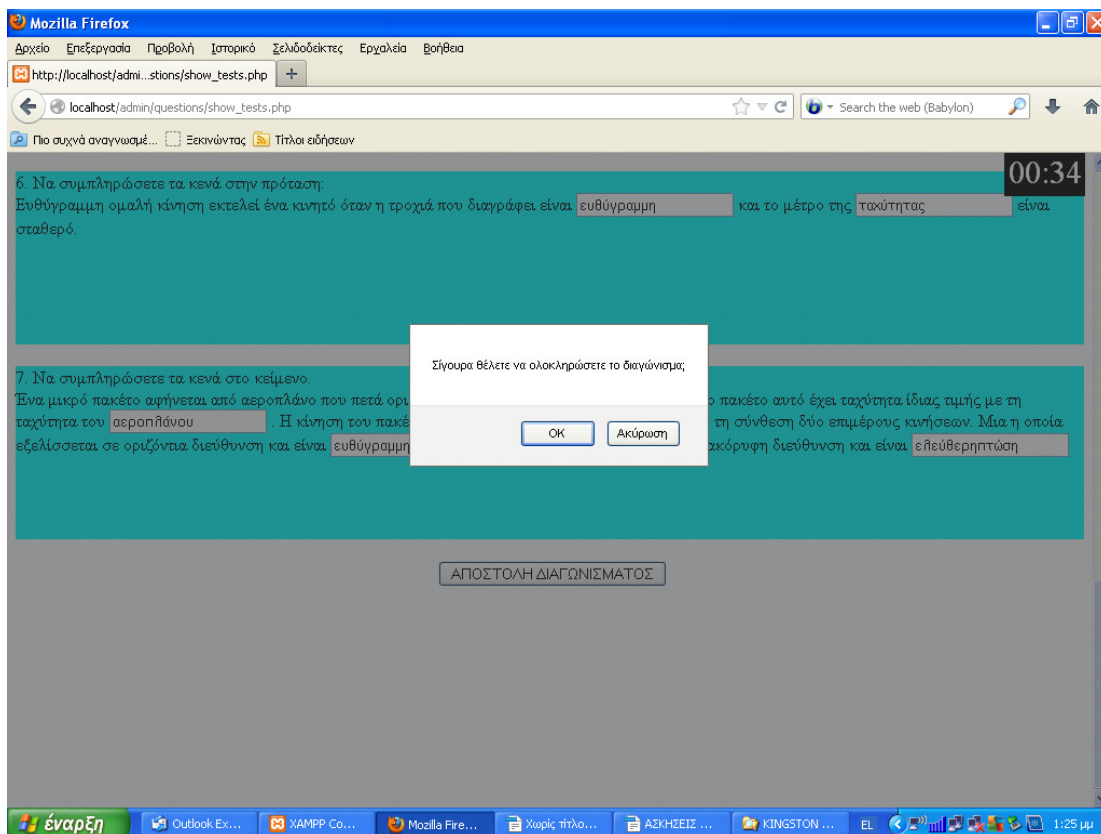 Mozilla Firefox
Αρχείο Επεξεργασία Προβολή Ιστορικό Σελιδοδείκτες Εργαλεία Βοήθεια
http://localhost/admi...stions/show_tests.php +
localhost/admin/questions/show_tests.php Search the web (Babylon)
Πιο συχνά αναγνωσμέ... Ξεκινώντας Τίτλοι ειδήσεων
00:34
6. Να συμπληρώσετε τα κενά στην πρόταση:
Ευθύγραμμη ομαλή κίνηση εκτελεί ένα κινητό όταν η τροχιά που διαγράφει είναι ευθύγραμμη και το μέτρο της ταχύτητας είναι
σταθερό.
Σίγουρα θέλετε να ολοκληρώσετε το διαγώνισμα;
OK Ακύρωση
7. Να συμπληρώσετε τα κενά στο κείμενο.
Ένα μικρό πακέτο αφήνεται από αεροπλάνο που πετά ορι πακέτο αυτό έχει ταχύτητα ίδιας τιμής με τη
ταχύτητα του αεροπλάνου . Η κίνηση του πακέ τη σύνθεση δύο επιμέρους κινήσεων. Μια η οποία
εξελίσσεται σε οριζόντια διεύθυνση και είναι ευθύγραμμη ακόρυφη διεύθυνση και είναι ελεύθερηπτώση
ΑΠΟΣΤΟΛΗ ΔΙΑΓΩΝΙΣΜΑΤΟΣ
έναρξη Outlook Ex... XAMPP Co... Mozilla Fire... Χωρίς τίτλο... ΑΣΚΗΣΕΙΣ ... KINGSTON ... EL 1:25 μμ